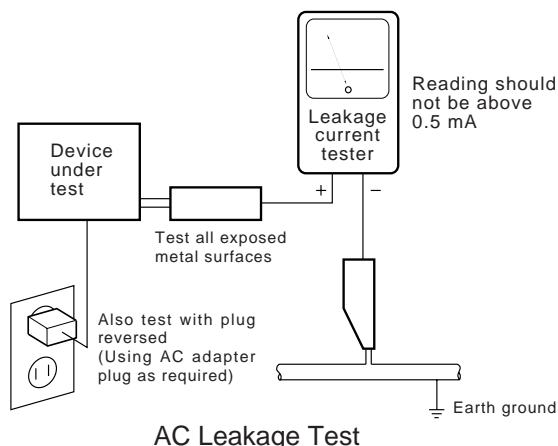 Reading should
not be above
0.5 mA
Leakage
current
tester
Device
under
test
+ −
Test all exposed
metal surfaces
Also test with plug
reversed
(Using AC adapter
plug as required)
Earth ground
AC Leakage Test